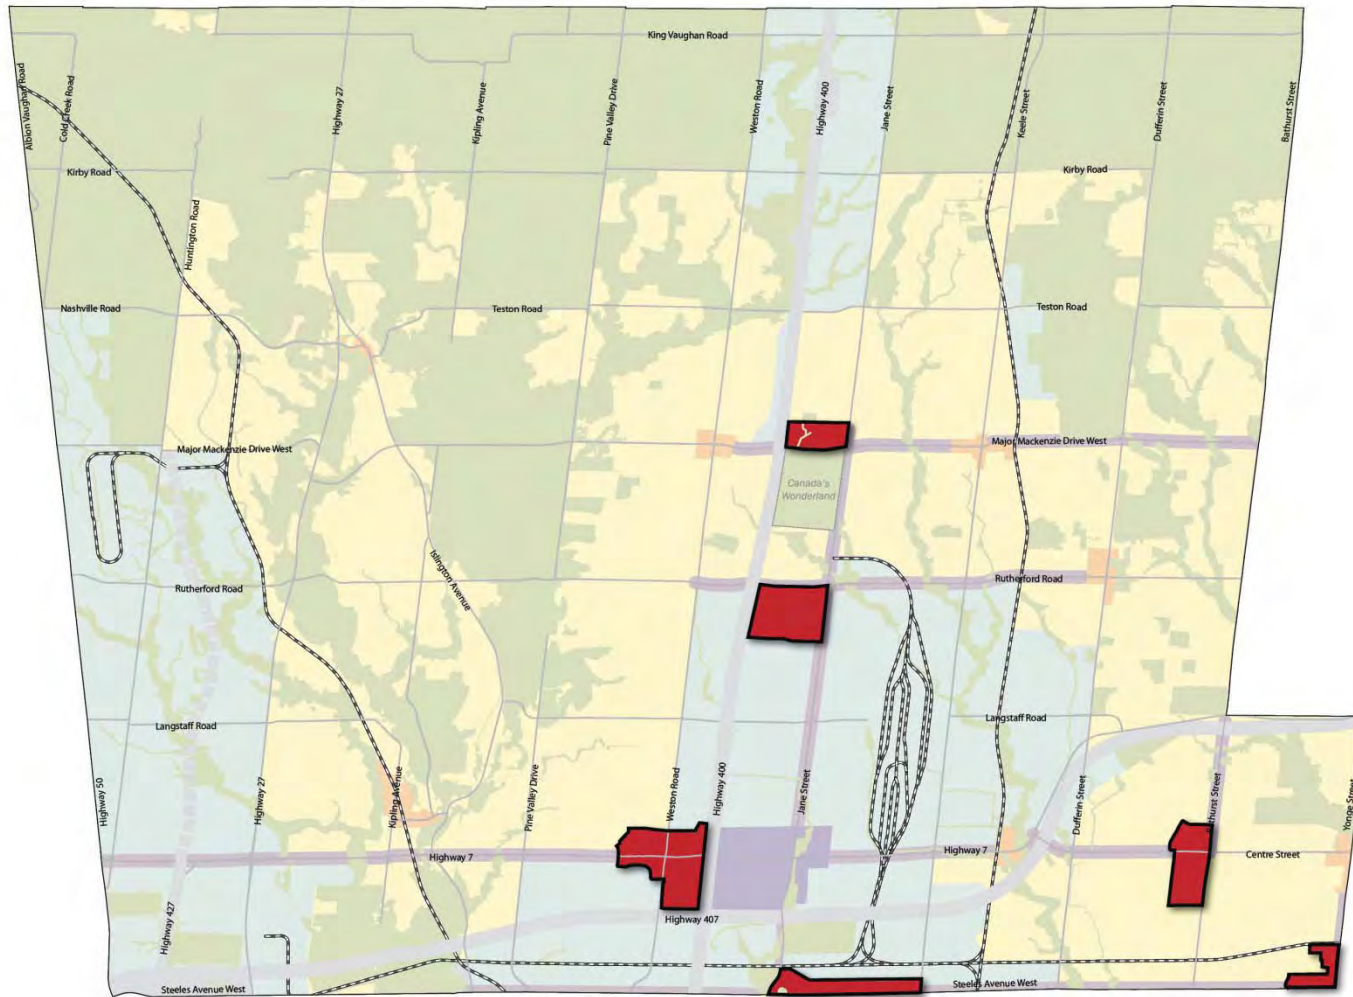 King Vaughan Road
Albion Vaughan Road
Cold Creek Road
Highway 27
Kipling Avenue
Pine Valley Drive
Weston Road
Highway 400
Jane Street
Keele Street
Dufferin Street
Bathurst Street
Kirby Road
Kirby Road
Huntington Road
Nashville Road
Teston Road
Teston Road
Major Mackenzie Drive West
Major Mackenzie Drive West
Canada's
Wonderland
Islington Avenue
Rutherford Road
Rutherford Road
Langstaff Road
Langstaff Road
Highway 50
Highway 27
Kipling Avenue
Pine Valley Drive
Weston Road
Highway 400
Jane Street
Dufferin Street
Bathurst Street
Yonge Street
Highway 7
Highway 7
Centre Street
Highway 427
Highway 407
Steeles Avenue West
Steeles Avenue West